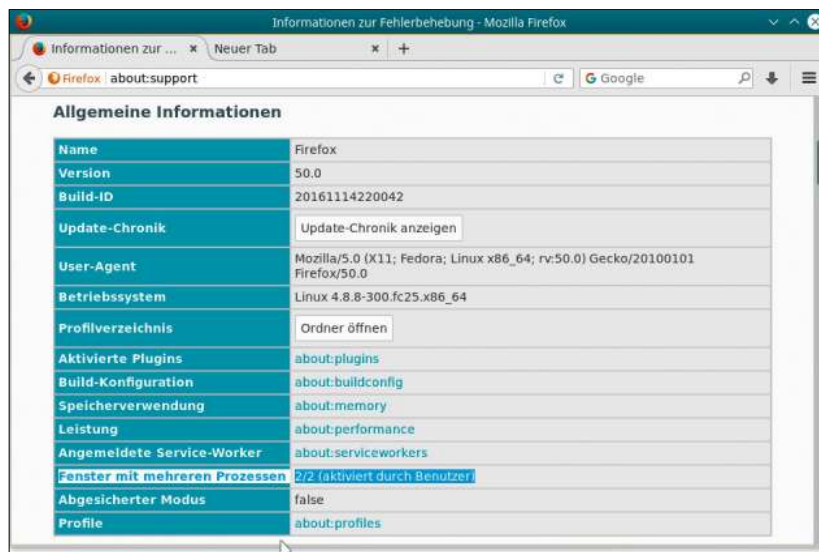 Informationen zur Fehlerbehebung - Mozilla Firefox
Informationen zur ... × Neuer Tab × +
Firefox about:support Google
Allgemeine Informationen
Name Firefox
Version 50.0
Build-ID 20161114220042
Update-Chronik Update-Chronik anzeigen
User-Agent Mozilla/5.0 (X11; Fedora; Linux x86_64; rv:50.0) Gecko/20100101
Firefox/50.0
Betriebssystem Linux 4.8.8-300.fc25.x86_64
Profilverzeichnis Ordner öffnen
Aktivierte Plugins about:plugins
Build-Konfiguration about:buildconfig
Speicherverwendung about:memory
Leistung about:performance
Angemeldete Service-Worker about:serviceworkers
Fenster mit mehreren Prozessen 2/2 (aktiviert durch Benutzer)
Abgesicherter Modus false
Profile about:profiles